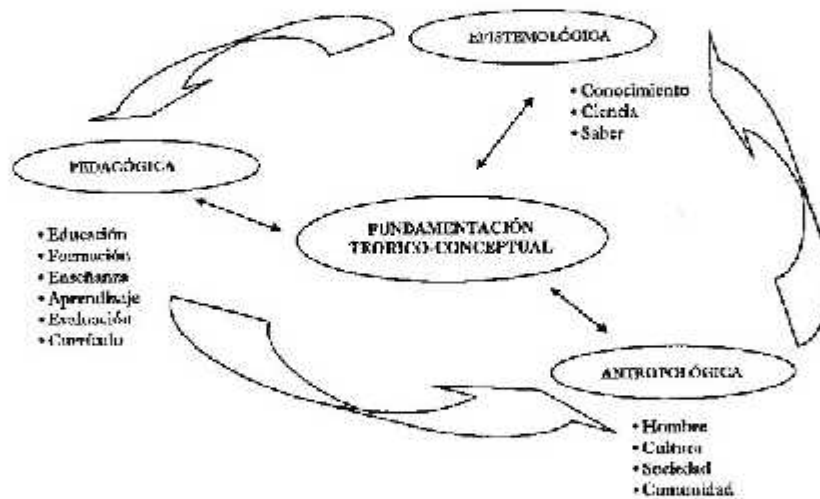 EPISTEMOLÓGICA
• Conocimiento
• Ciencia
• Saber
PEDAGÓGICA
• Educación
• Formación
• Enseñanza
• Aprendizaje
• Evaluación
• Currículo
FUNDAMENTACIÓN
TEÓRICO-CONCEPTUAL
ANTROPOLÓGICA
• Hombre
• Cultura
• Sociedad
• Comunidad